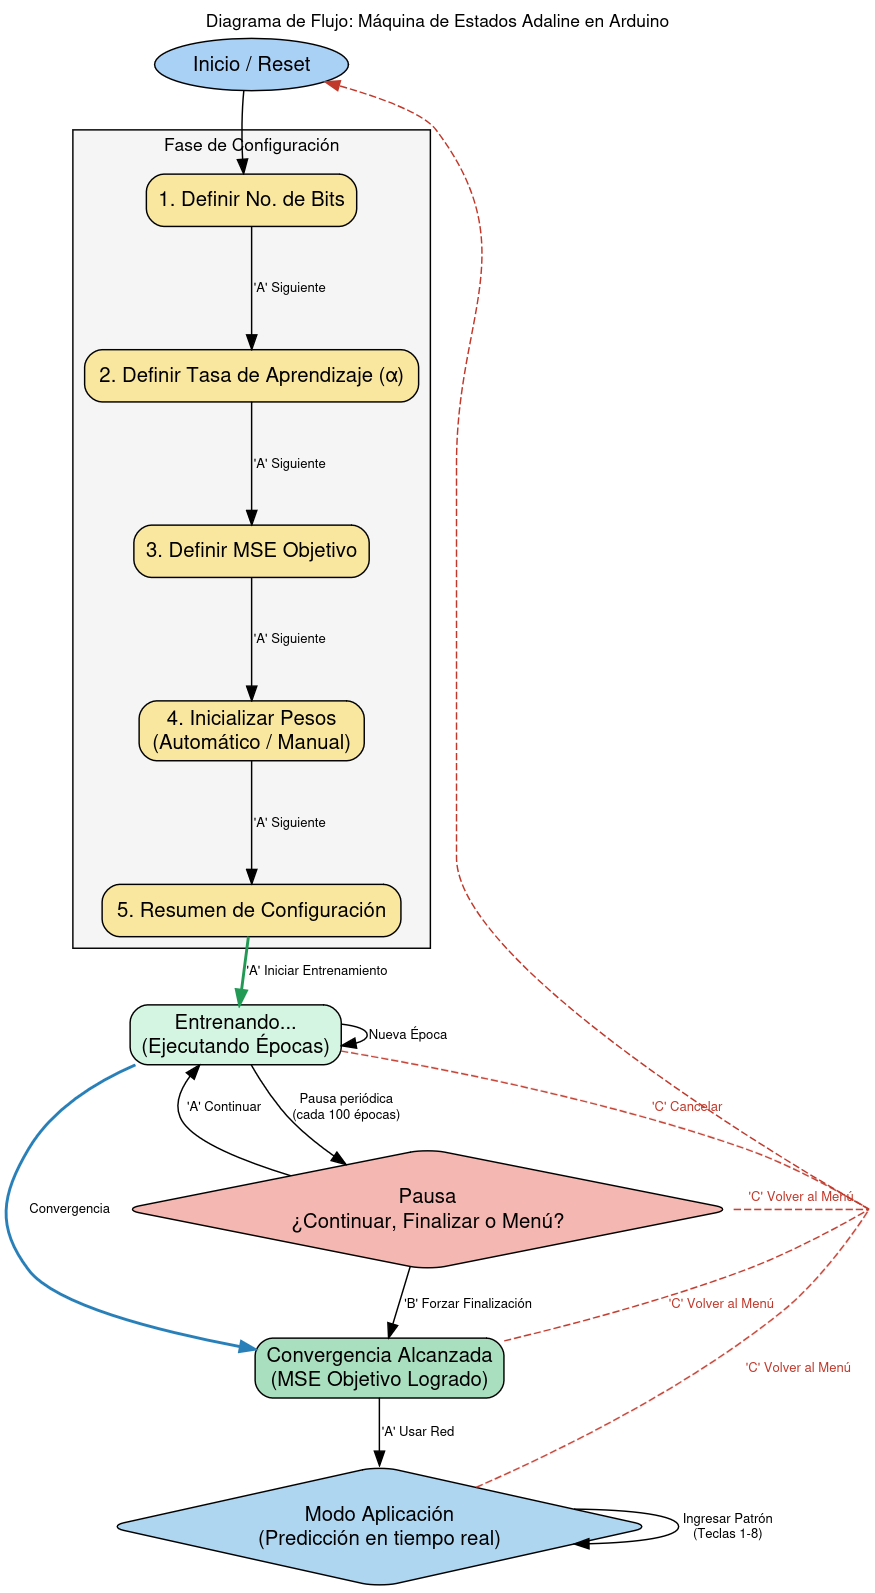 Diagrama de Flujo: Máquina de Estados Adaline en Arduino
Inicio / Reset
Fase de Configuración
1. Definir No. de Bits
'A' Siguiente
2. Definir Tasa de Aprendizaje (α)
'A' Siguiente
3. Definir MSE Objetivo
'A' Siguiente
4. Inicializar Pesos
(Automático / Manual)
'A' Siguiente
5. Resumen de Configuración
'A' Iniciar Entrenamiento
Entrenando...
(Ejecutando Épocas)
Nueva Época
'A' Continuar
Pausa periódica
(cada 100 épocas)
'C' Cancelar
Pausa
¿Continuar, Finalizar o Menú?
'C' Volver al Menú
Convergencia
'B' Forzar Finalización
'C' Volver al Menú
Convergencia Alcanzada
(MSE Objetivo Logrado)
'C' Volver al Menú
'A' Usar Red
Modo Aplicación
(Predicción en tiempo real)
Ingresar Patrón
(Teclas 1-8)